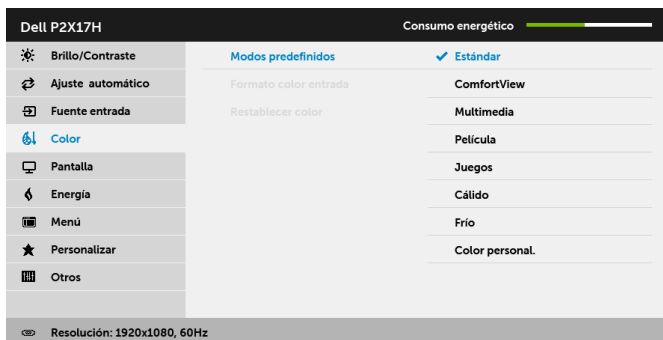 Dell P2X17H
Consumo energético
Brillo/Contraste
Modos predefinidos
Estándar
Ajuste automático
Formato color entrada
ComfortView
Fuente entrada
Restablecer color
Multimedia
Color
Película
Pantalla
Juegos
Energía
Cálido
Menú
Frío
Personalizar
Color personal.
Otros
Resolución: 1920x1080, 60Hz